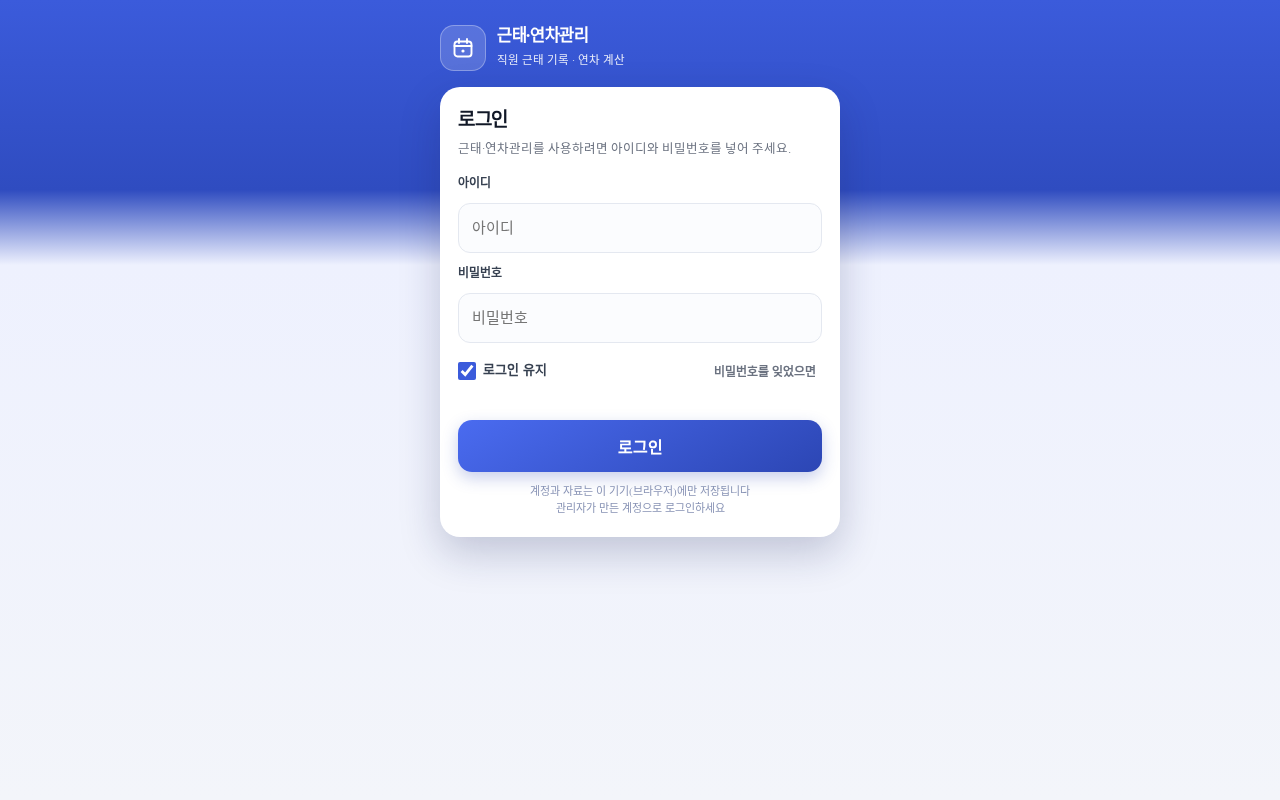 근태·연차관리
직원 근태 기록 · 연차 계산
로그인
근태·연차관리를 사용하려면 아이디와 비밀번호를 넣어 주세요.
아이디
아이디
비밀번호
비밀번호
로그인 유지
비밀번호를 잊었으면
로그인
계정과 자료는 이 기기(브라우저)에만 저장됩니다
관리자가 만든 계정으로 로그인하세요